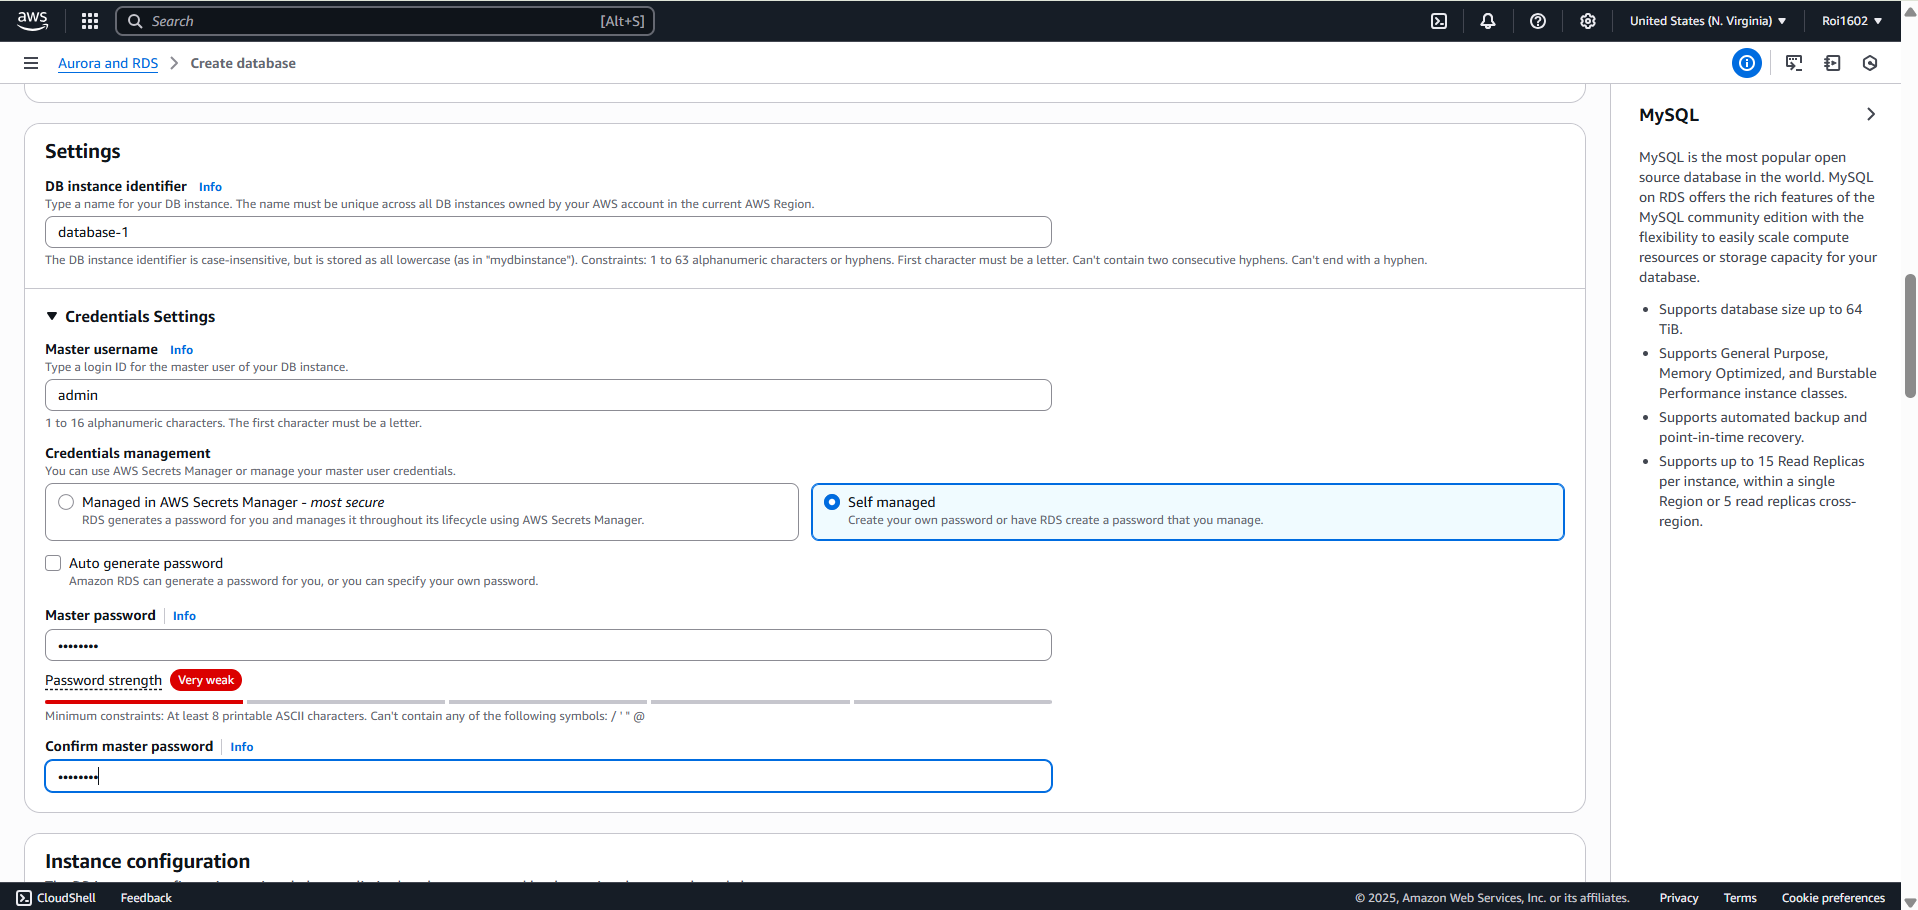 aws
Search
[Alt+S]
United States (N. Virginia)
Roi1602
Aurora and RDS
Create database
Settings
DB instance identifier Info
Type a name for your DB instance. The name must be unique across all DB instances owned by your AWS account in the current AWS Region.
database-1
The DB instance identifier is case-insensitive, but is stored as all lowercase (as in "mydbinstance"). Constraints: 1 to 63 alphanumeric characters or hyphens. First character must be a letter. Can't contain two consecutive hyphens. Can't end with a hyphen.
Credentials Settings
Master username Info
Type a login ID for the master user of your DB instance.
admin
1 to 16 alphanumeric characters. The first character must be a letter.
Credentials management
You can use AWS Secrets Manager or manage your master user credentials.
Managed in AWS Secrets Manager - most secure
RDS generates a password for you and manages it throughout its lifecycle using AWS Secrets Manager.
Self managed
Create your own password or have RDS create a password that you manage.
Auto generate password
Amazon RDS can generate a password for you, or you can specify your own password.
Master password Info
••••••••
Password strength Very weak
Minimum constraints: At least 8 printable ASCII characters. Can't contain any of the following symbols: / ' " @
Confirm master password Info
••••••••
Instance configuration
MySQL
MySQL is the most popular open
source database in the world. MySQL
on RDS offers the rich features of the
MySQL community edition with the
flexibility to easily scale compute
resources or storage capacity for your
database.
• Supports database size up to 64
TiB.
• Supports General Purpose,
Memory Optimized, and Burstable
Performance instance classes.
• Supports automated backup and
point-in-time recovery.
• Supports up to 15 Read Replicas
per instance, within a single
Region or 5 read replicas cross-
region.
CloudShell
Feedback
© 2025, Amazon Web Services, Inc. or its affiliates.
Privacy
Terms
Cookie preferences